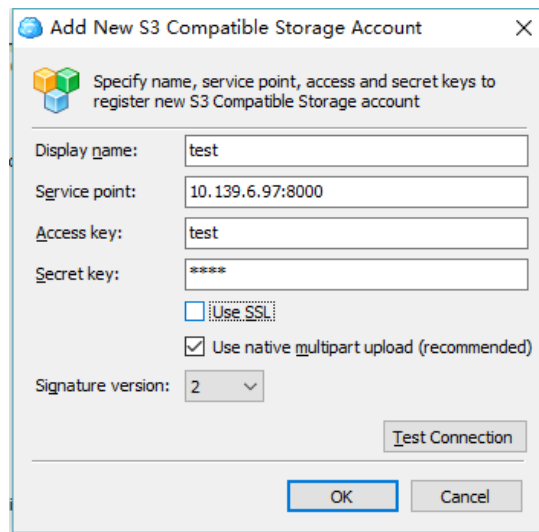 Add New S3 Compatible Storage Account
Specify name, service point, access and secret keys to
register new S3 Compatible Storage account
Display name:
test
Service point:
10.139.6.97:8000
Access key:
test
Secret key:
****
Use SSL
Use native multipart upload (recommended)
Signature version:
2
Test Connection
OK
Cancel